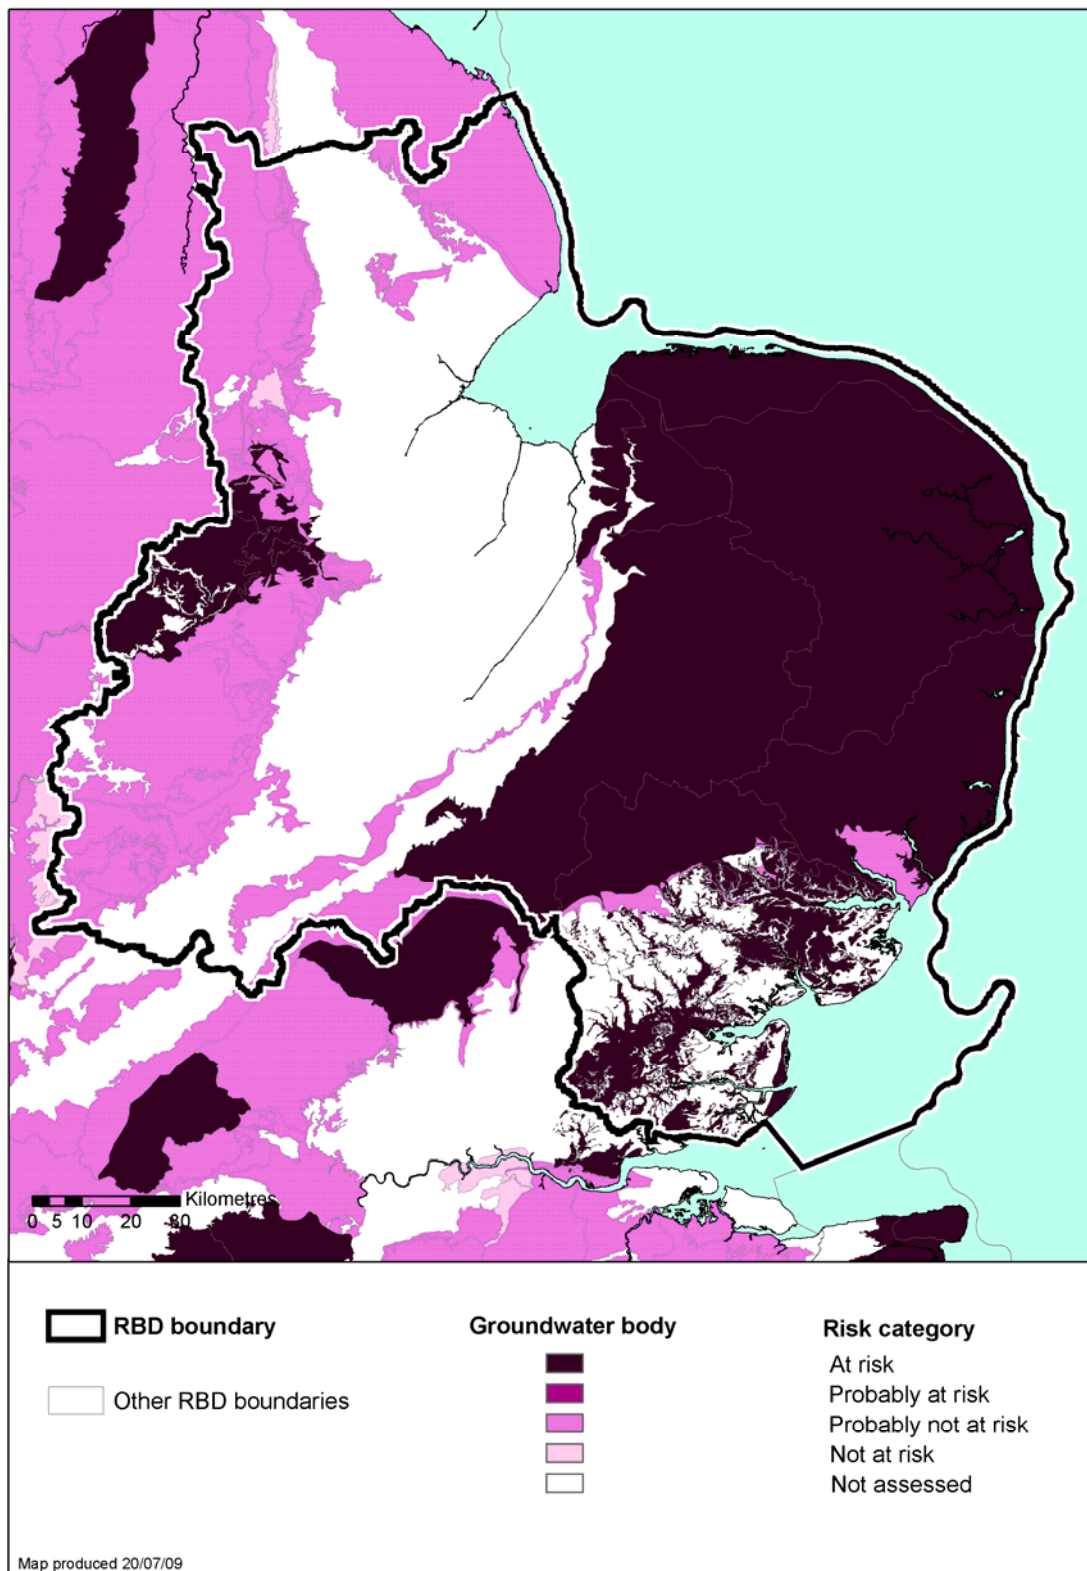 Kilometres
0 5 10 20 30
RBD boundary
Other RBD boundaries
Groundwater body
Risk category
At risk
Probably at risk
Probably not at risk
Not at risk
Not assessed
Map produced 20/07/09